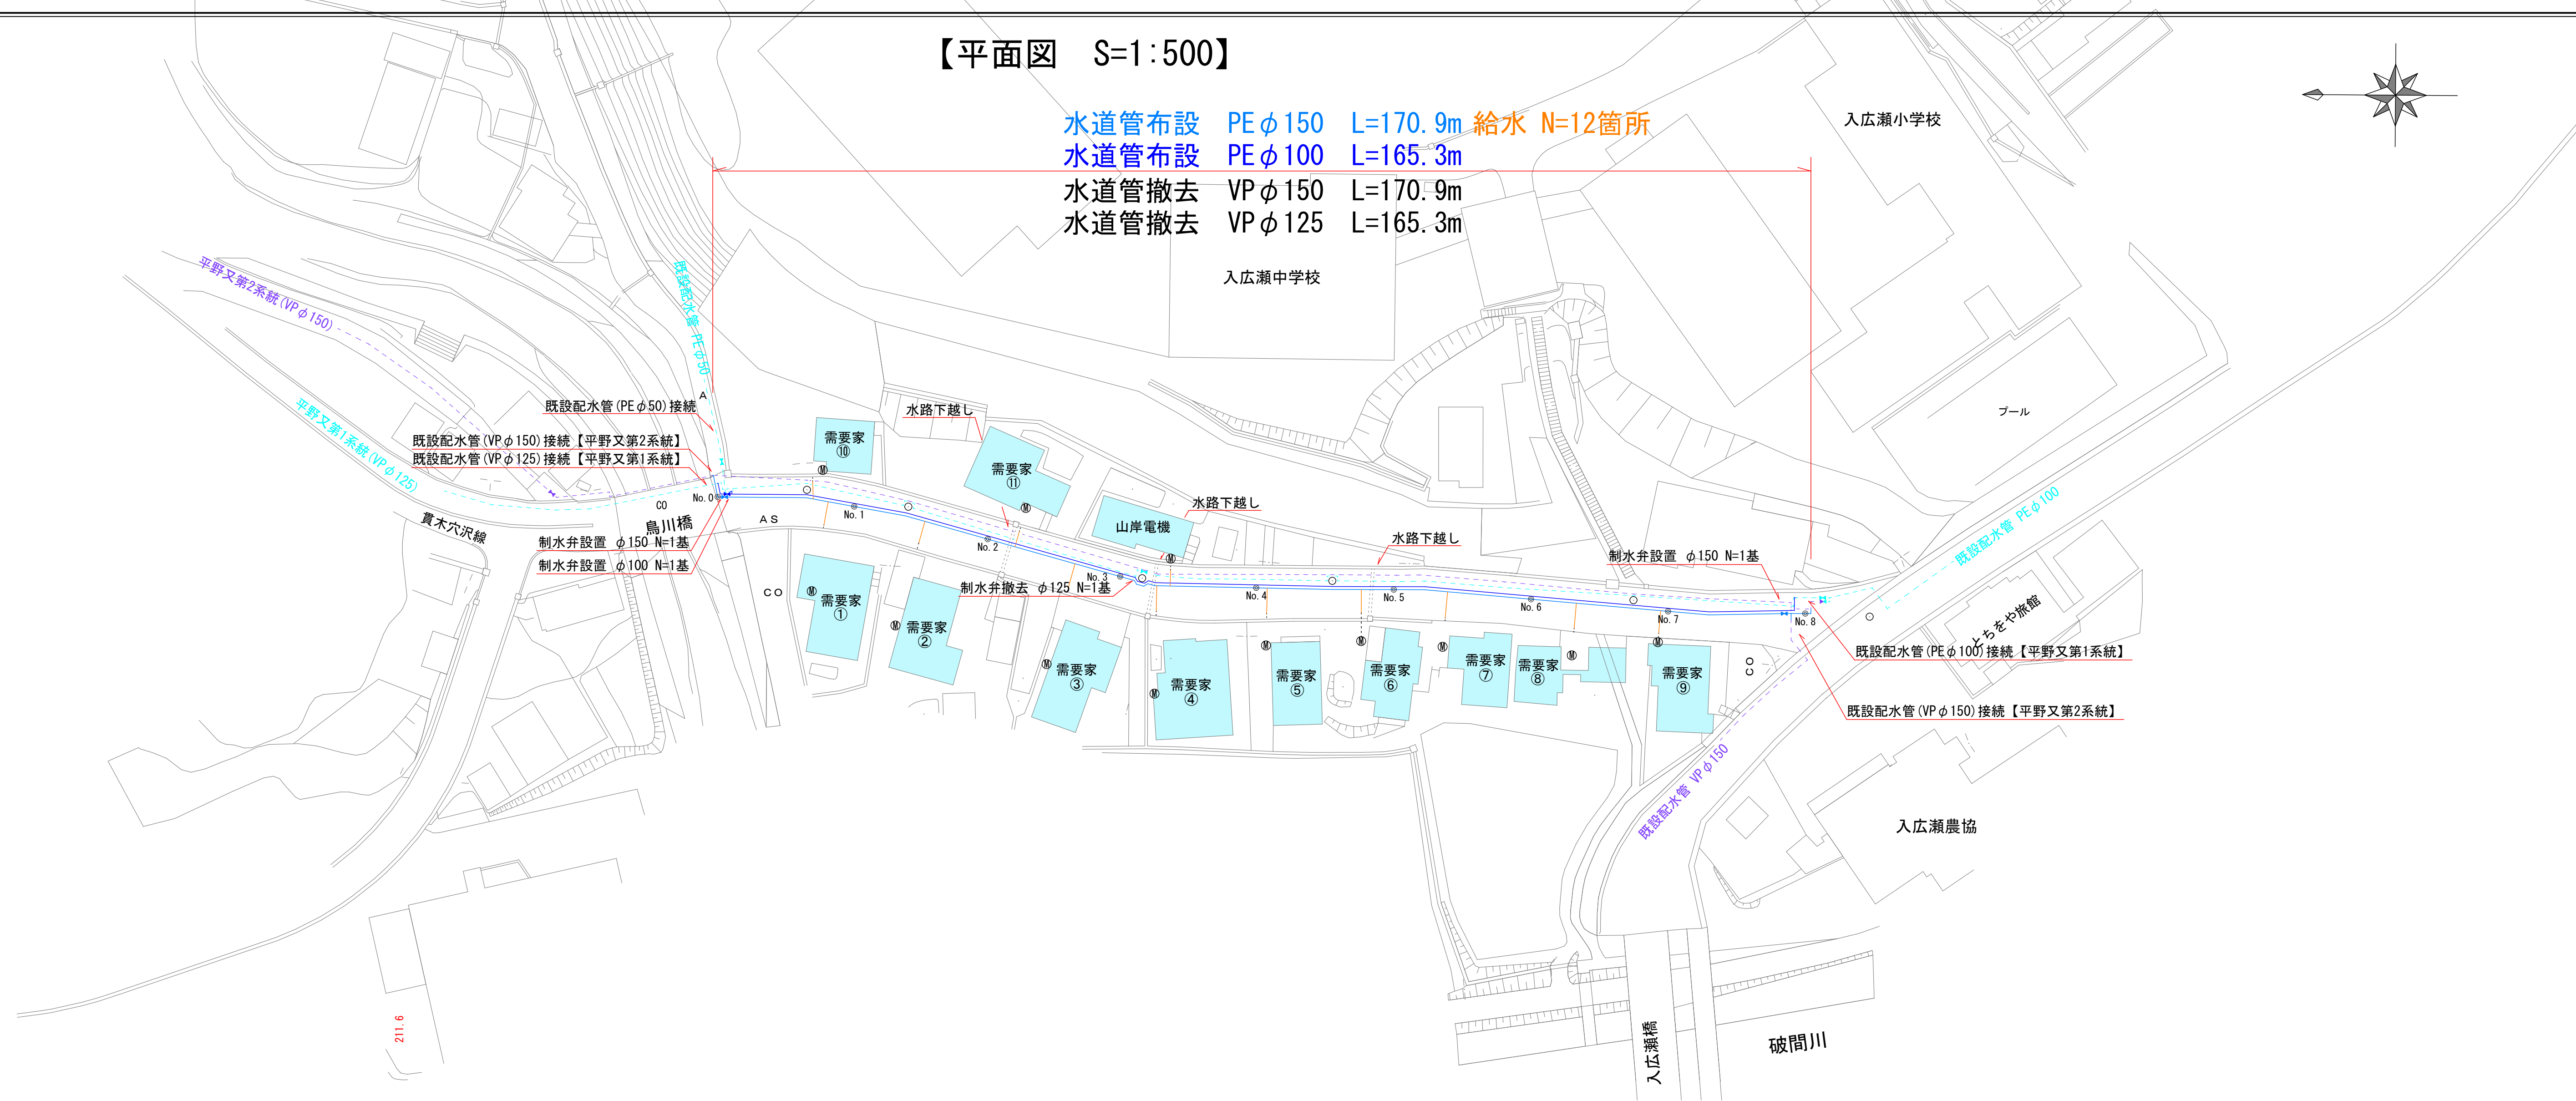 【平面図　S=1:500】
水道管布設　PEφ150　L=170.9m 給水 N=12箇所
水道管布設　PEφ100　L=165.3m
水道管撤去　VPφ150　L=170.9m
水道管撤去　VPφ125　L=165.3m
入広瀬小学校
入広瀬中学校
プール
平野又第2系統(VPφ150)
平野又第1系統(VPφ125)
既設配水管 PEφ50
A
既設配水管(PEφ50)接続
既設配水管(VPφ150)接続【平野又第2系統】
既設配水管(VPφ125)接続【平野又第1系統】
貫木穴沢線
CO
鳥川橋
AS
CO
制水弁設置 φ150 N=1基
制水弁設置 φ100 N=1基
水路下越し
水路下越し
水路下越し
制水弁撤去 φ125 N=1基
制水弁設置 φ150 N=1基
No.0
No.1
No.2
No.3
No.4
No.5
No.6
No.7
No.8
需要家
⑩
需要家
⑪
山岸電機
需要家
①
需要家
②
需要家
③
需要家
④
需要家
⑤
需要家
⑥
需要家
⑦
需要家
⑧
需要家
⑨
Ⓜ
Ⓜ
Ⓜ
Ⓜ
Ⓜ
Ⓜ
Ⓜ
Ⓜ
Ⓜ
Ⓜ
Ⓜ
Ⓜ
CO
既設配水管 PEφ100
とちをや旅館
既設配水管(PEφ100)接続【平野又第1系統】
既設配水管(VPφ150)接続【平野又第2系統】
既設配水管 VPφ150
入広瀬農協
入広瀬橋
破間川
211.6